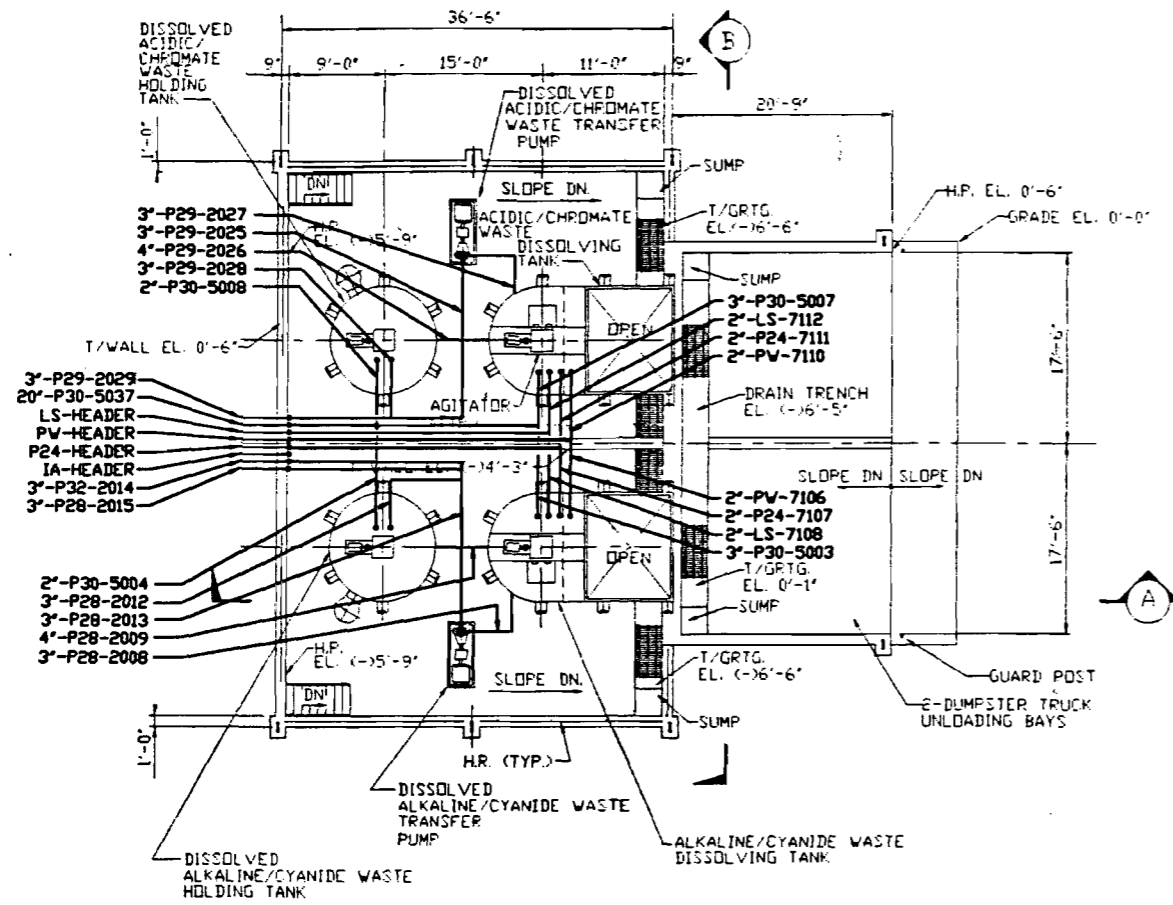 36'-6"
DISSOLVED
ACIDIC/
CHROMATE
WASTE
HOLDING
TANK
9"
9'-0"
15'-0"
11'-0"
9"
B
20'-9"
DISSOLVED
ACIDIC/CHROMATE
WASTE TRANSFER
PUMP
1'-0"
SUMP
DN
SLOPE DN.
H.P. EL. 0'-6"
GRADE EL. 0'-0"
T/GRTG.
EL.(-)6'-6"
3"-P29-2027
3"-P29-2025
4"-P29-2026
3"-P29-2028
2"-P30-5008
H.P.
EL. (-)5'-9"
ACIDIC/CHROMATE
WASTE
DISSOLVING
TANK
SUMP
3"-P30-5007
2"-LS-7112
2"-P24-7111
2"-PW-7110
OPEN
T/WALL EL. 0'-6"
17'-6"
3"-P29-2029
20"-P30-5037
LS-HEADER
PW-HEADER
P24-HEADER
IA-HEADER
3"-P32-2014
3"-P28-2015
AGITATOR
DRAIN TRENCH
EL. (-)6'-5"
(-)4'-3"
SLOPE DN
SLOPE DN.
2"-PW-7106
2"-P24-7107
2"-LS-7108
3"-P30-5003
OPEN
17'-6"
T/GRTG.
EL. 0'-1"
SUMP
A
2"-P30-5004
3"-P28-2012
3"-P28-2013
4"-P28-2009
3"-P28-2008
H.P.
EL. (-)5'-9"
T/GRTG.
EL. (-)6'-6"
GUARD POST
2-DUMPSTER TRUCK
UNLOADING BAYS
DN
SLOPE DN.
SUMP
1'-0"
H.R. (TYP.)
DISSOLVED
ALKALINE/CYANIDE WASTE
TRANSFER
PUMP
ALKALINE/CYANIDE WASTE
DISSOLVING TANK
DISSOLVED
ALKALINE/CYANIDE WASTE
HOLDING TANK